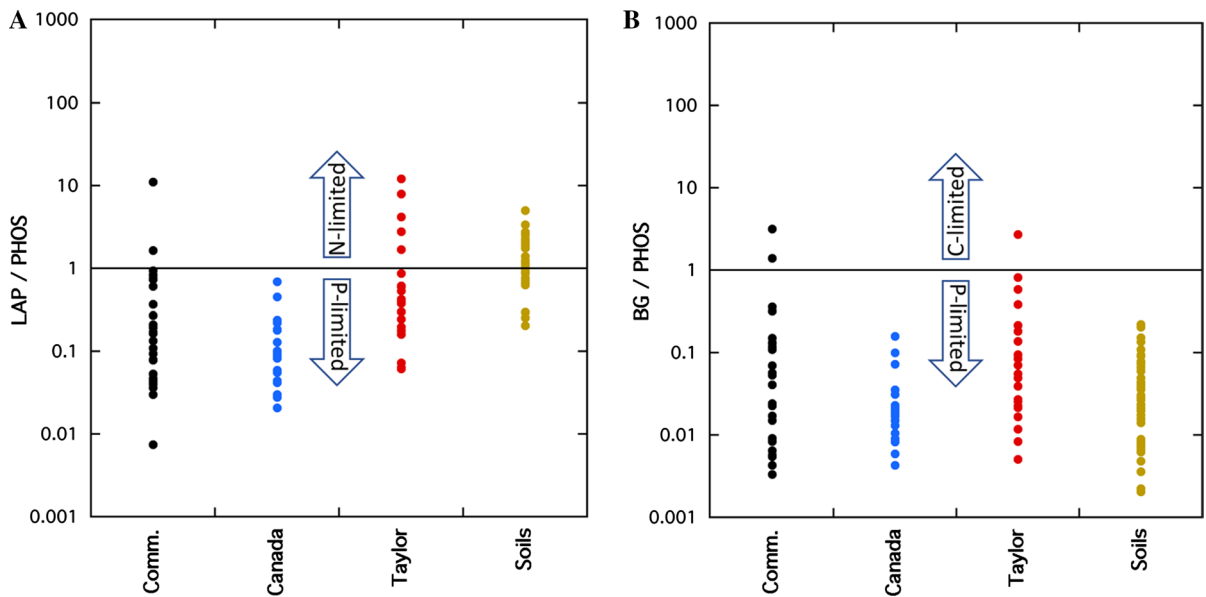 A
1000
100
10
1
0.1
0.01
0.001
LAP / PHOS
N-limited
P-limited
Comm.
Canada
Taylor
Soils
B
1000
100
10
1
0.1
0.01
0.001
BG / PHOS
C-limited
P-limited
Comm.
Canada
Taylor
Soils